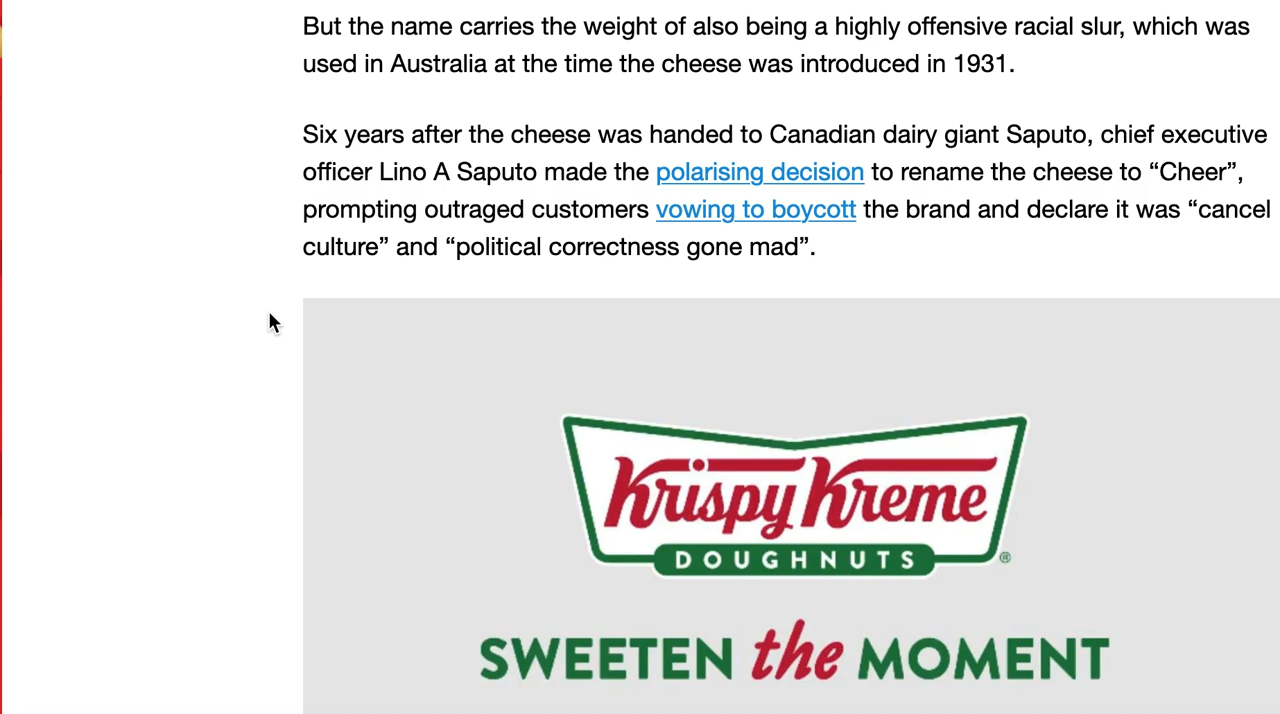 But the name carries the weight of also being a highly offensive racial slur, which was
used in Australia at the time the cheese was introduced in 1931.
Six years after the cheese was handed to Canadian dairy giant Saputo, chief executive
officer Lino A Saputo made the polarising decision to rename the cheese to “Cheer”,
prompting outraged customers vowing to boycott the brand and declare it was “cancel
culture” and “political correctness gone mad”.
Krispy Kreme
DOUGHNUTS ®
SWEETEN the MOMENT